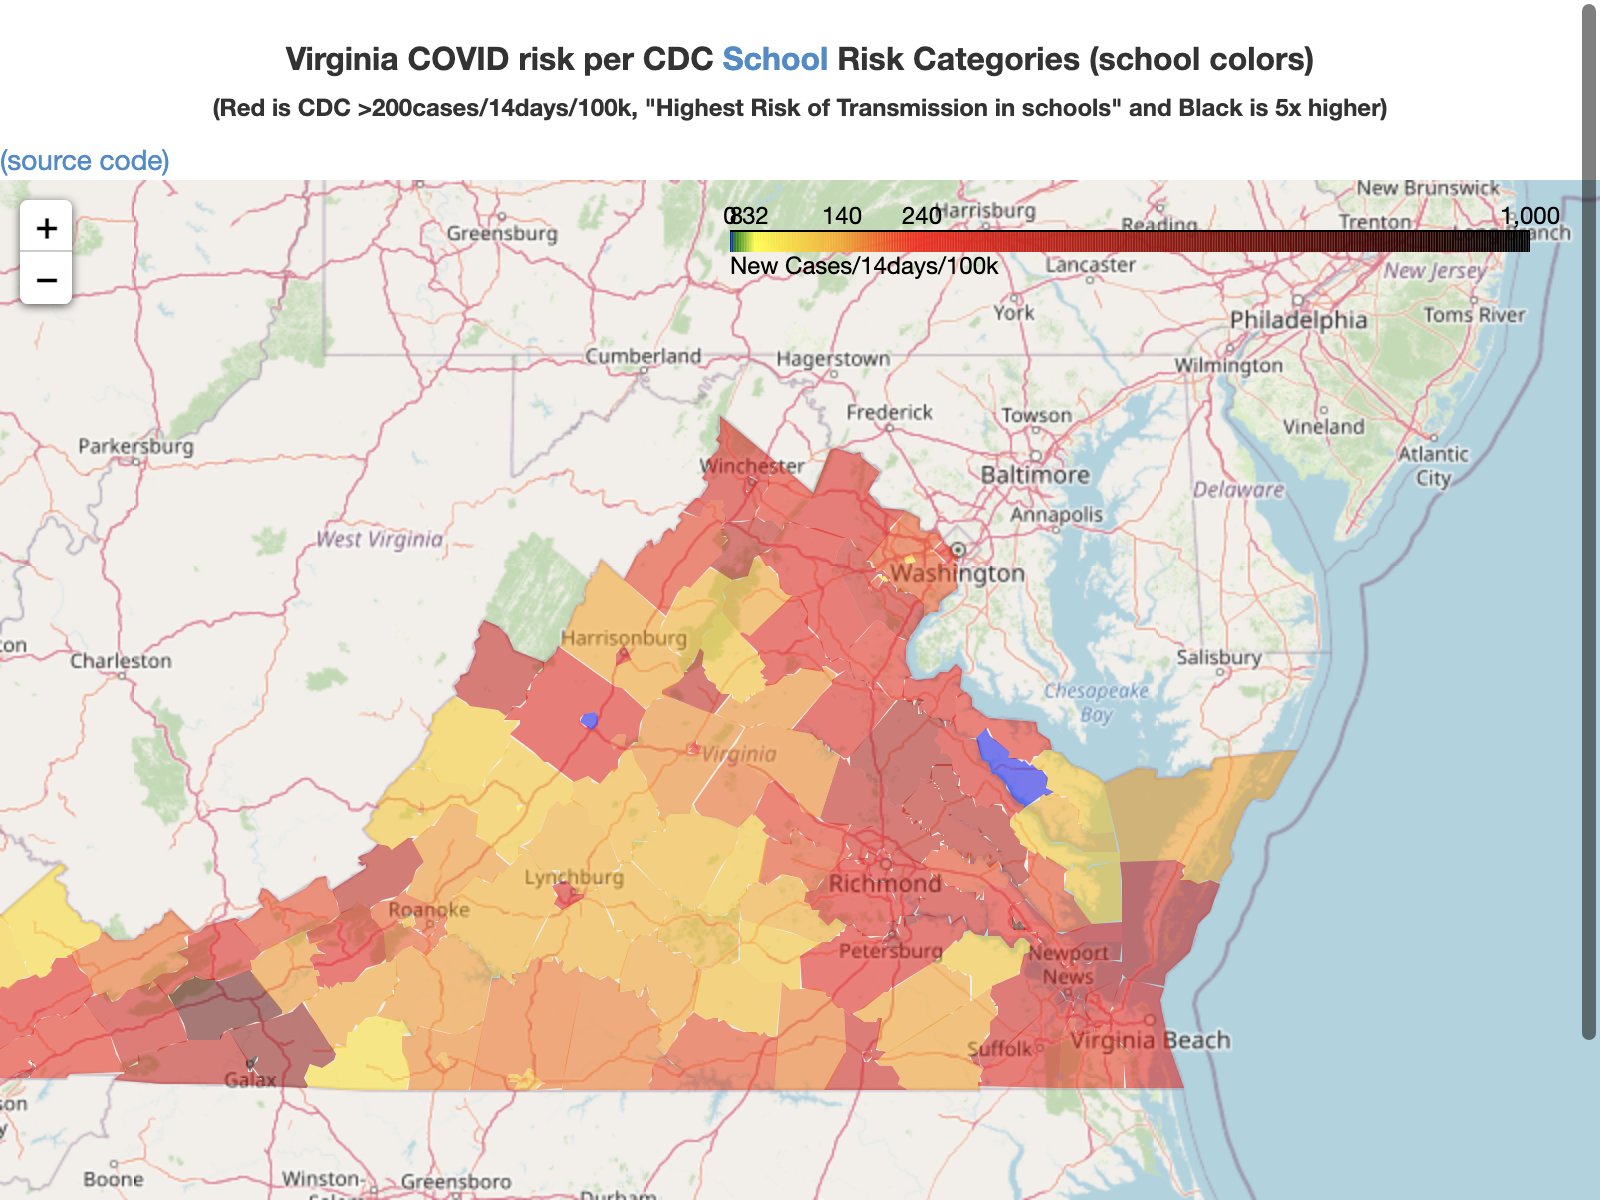 Virginia COVID risk per CDC School Risk Categories (school colors)
(Red is CDC >200cases/14days/100k, "Highest Risk of Transmission in schools" and Black is 5x higher)
(source code)
+
−
0 8 32 140 240 1,000
New Cases/14days/100k
New Brunswick
Harrisburg
Reading
Trenton
Greensburg
Lancaster
New Jersey
York
Philadelphia
Toms River
Cumberland
Hagerstown
Wilmington
Frederick
Towson
Vineland
Parkersburg
Winchester
Baltimore
Atlantic
City
Delaware
Annapolis
West Virginia
Washington
Harrisonburg
Charleston
Salisbury
Chesapeake
Bay
Virginia
Lynchburg
Richmond
Roanoke
Petersburg
Newport
News
Virginia Beach
Suffolk
Galax
Boone
Winston-
Greensboro
Durham